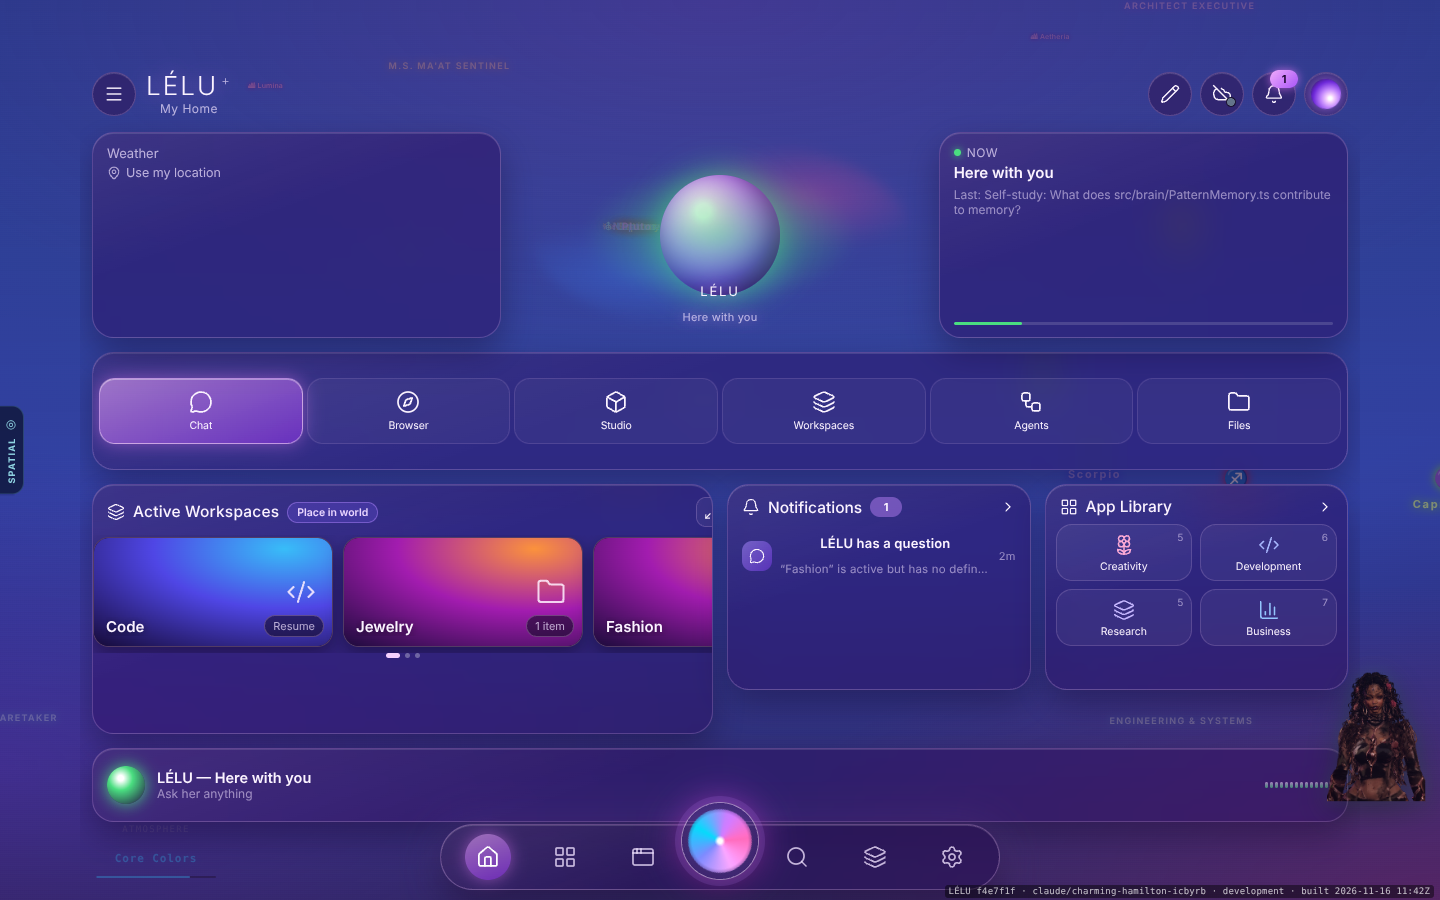 ARCHITECT EXECUTIVE
Aetheria
M.S. MA'AT SENTINEL
LÉLU +
Lumina
My Home
1
Weather
Use my location
NOW
Here with you
Last: Self-study: What does src/brain/PatternMemory.ts contribute
to memory?
LÉLU
Here with you
Chat
Browser
Studio
Workspaces
Agents
Files
SPATIAL
Scorpio
Cap
Active Workspaces
Place in world
Code
Resume
Jewelry
1 item
Fashion
Notifications
1
LÉLU has a question
“Fashion” is active but has no defin...
2m
App Library
Creativity
5
Development
6
Research
5
Business
7
ARETAKER
ENGINEERING & SYSTEMS
LÉLU — Here with you
Ask her anything
ATMOSPHERE
Core Colors
LÉLU f4e7f1f · claude/charming-hamilton-icbyrb · development · built 2026-11-16 11:42Z